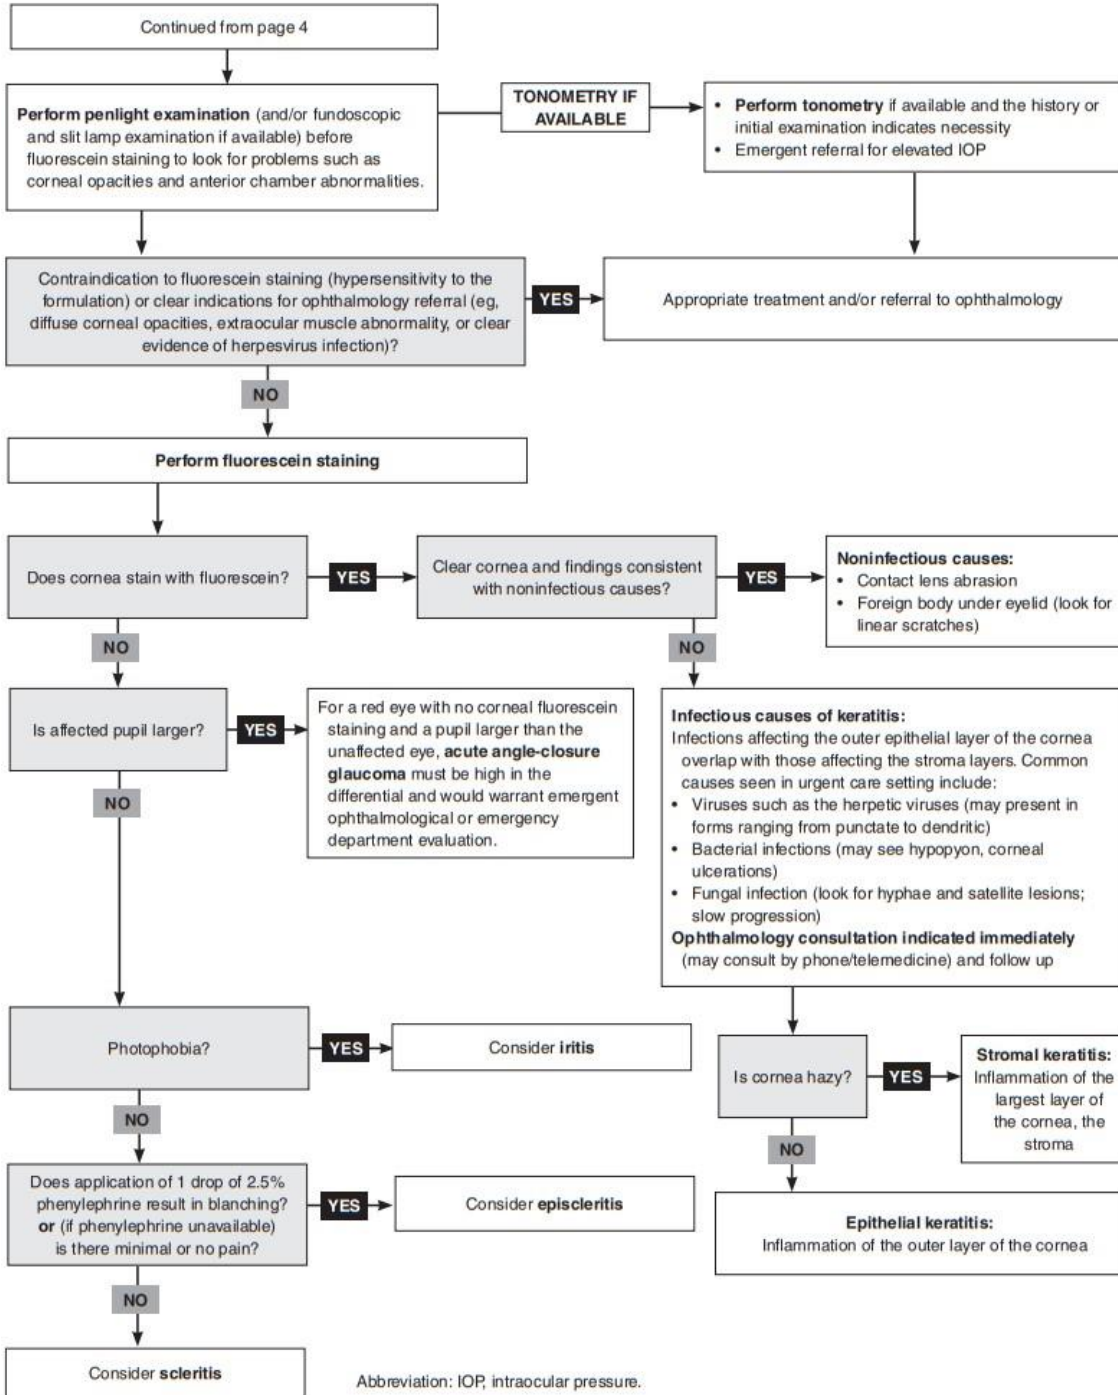 Continued from page 4
Perform penlight examination (and/or fundoscopic
and slit lamp examination if available) before
fluorescein staining to look for problems such as
corneal opacities and anterior chamber abnormalities.
TONOMETRY IF
AVAILABLE
• Perform tonometry if available and the history or
initial examination indicates necessity
• Emergent referral for elevated IOP
Contraindication to fluorescein staining (hypersensitivity to the
formulation) or clear indications for ophthalmology referral (eg,
diffuse corneal opacities, extraocular muscle abnormality, or clear
evidence of herpesvirus infection)?
YES
Appropriate treatment and/or referral to ophthalmology
NO
Perform fluorescein staining
Does cornea stain with fluorescein?
YES
Clear cornea and findings consistent
with noninfectious causes?
YES
Noninfectious causes:
• Contact lens abrasion
• Foreign body under eyelid (look for
linear scratches)
NO
NO
Is affected pupil larger?
YES
For a red eye with no corneal fluorescein
staining and a pupil larger than the
unaffected eye, acute angle-closure
glaucoma must be high in the
differential and would warrant emergent
ophthalmological or emergency
department evaluation.
Infectious causes of keratitis:
Infections affecting the outer epithelial layer of the cornea
overlap with those affecting the stroma layers. Common
causes seen in urgent care setting include:
• Viruses such as the herpetic viruses (may present in
forms ranging from punctate to dendritic)
• Bacterial infections (may see hypopyon, corneal
ulcerations)
• Fungal infection (look for hyphae and satellite lesions;
slow progression)
Ophthalmology consultation indicated immediately
(may consult by phone/telemedicine) and follow up
NO
Photophobia?
YES
Consider iritis
Is cornea hazy?
YES
Stromal keratitis:
Inflammation of the
largest layer of
the cornea, the
stroma
NO
NO
Does application of 1 drop of 2.5%
phenylephrine result in blanching?
or (if phenylephrine unavailable)
is there minimal or no pain?
YES
Consider episcleritis
Epithelial keratitis:
Inflammation of the outer layer of the cornea
NO
Consider scleritis
Abbreviation: IOP, intraocular pressure.